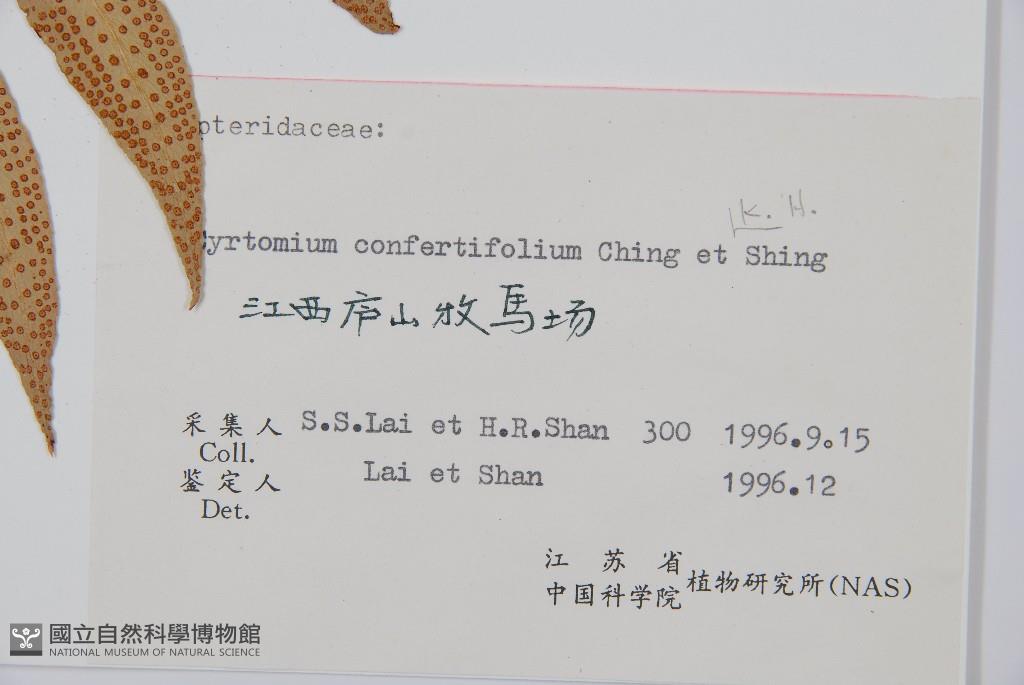 pteridaceae:
K. H.
Cyrtomium confertifolium Ching et Shing
江西庐山牧馬场
采集人 S.S.Lai et H.R.Shan 300 1996.9.15
Coll.
鉴定人 Lai et Shan 1996.12
Det.
江苏省
中国科学院 植物研究所(NAS)
國立自然科學博物館
NATIONAL MUSEUM OF NATURAL SCIENCE